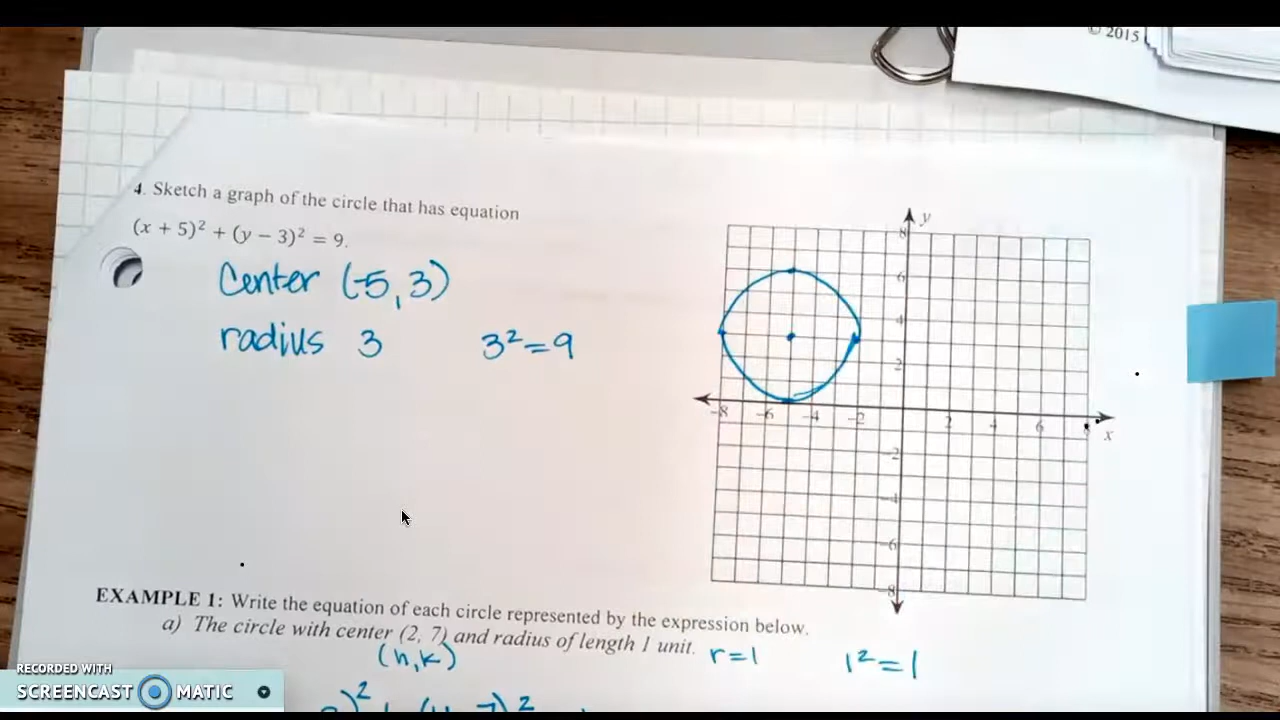 © 2015
4. Sketch a graph of the circle that has equation
(x + 5)² + (y − 3)² = 9.
Center (-5, 3)
radius 3 3² = 9
y
8
6
4
2
-8 -6 -4 -2 2 4 6 8
x
-2
-4
-6
-8
EXAMPLE 1: Write the equation of each circle represented by the expression below.
a) The circle with center (2, 7) and radius of length 1 unit.
(h, k) r = 1 1² = 1
RECORDED WITH
SCREENCAST MATIC